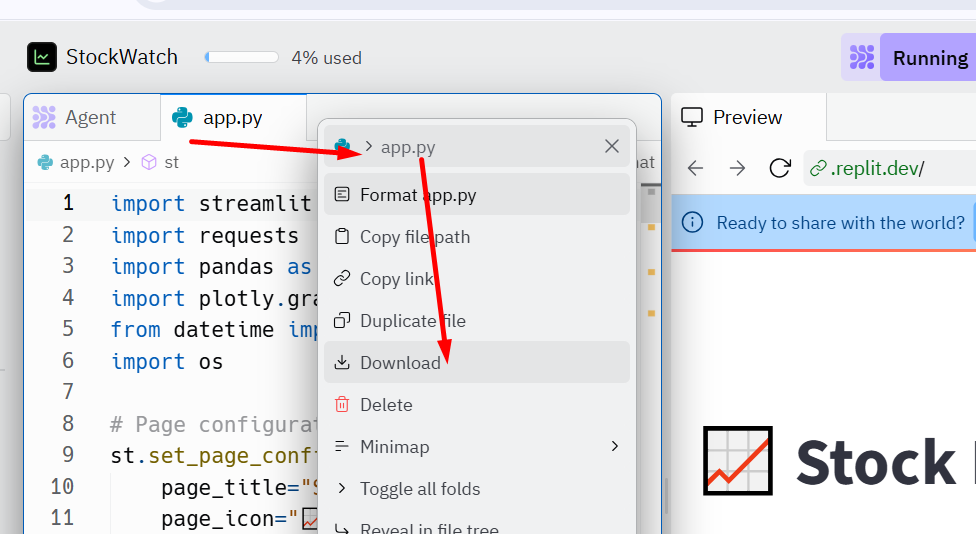 StockWatch 4% used Running
Agent app.py Preview
app.py st
app.py
.replit.dev/
Ready to share with the world?
Format app.py
Copy file path
Copy link
Duplicate file
Download
Delete
Minimap
Toggle all folds
Reveal in file tree
1 import streamlit
2 import requests
3 import pandas as
4 import plotly.gra
5 from datetime imp
6 import os
7
8 # Page configurat
9 st.set_page_conf
10 page_title="S
11 page_icon="📈
Stock